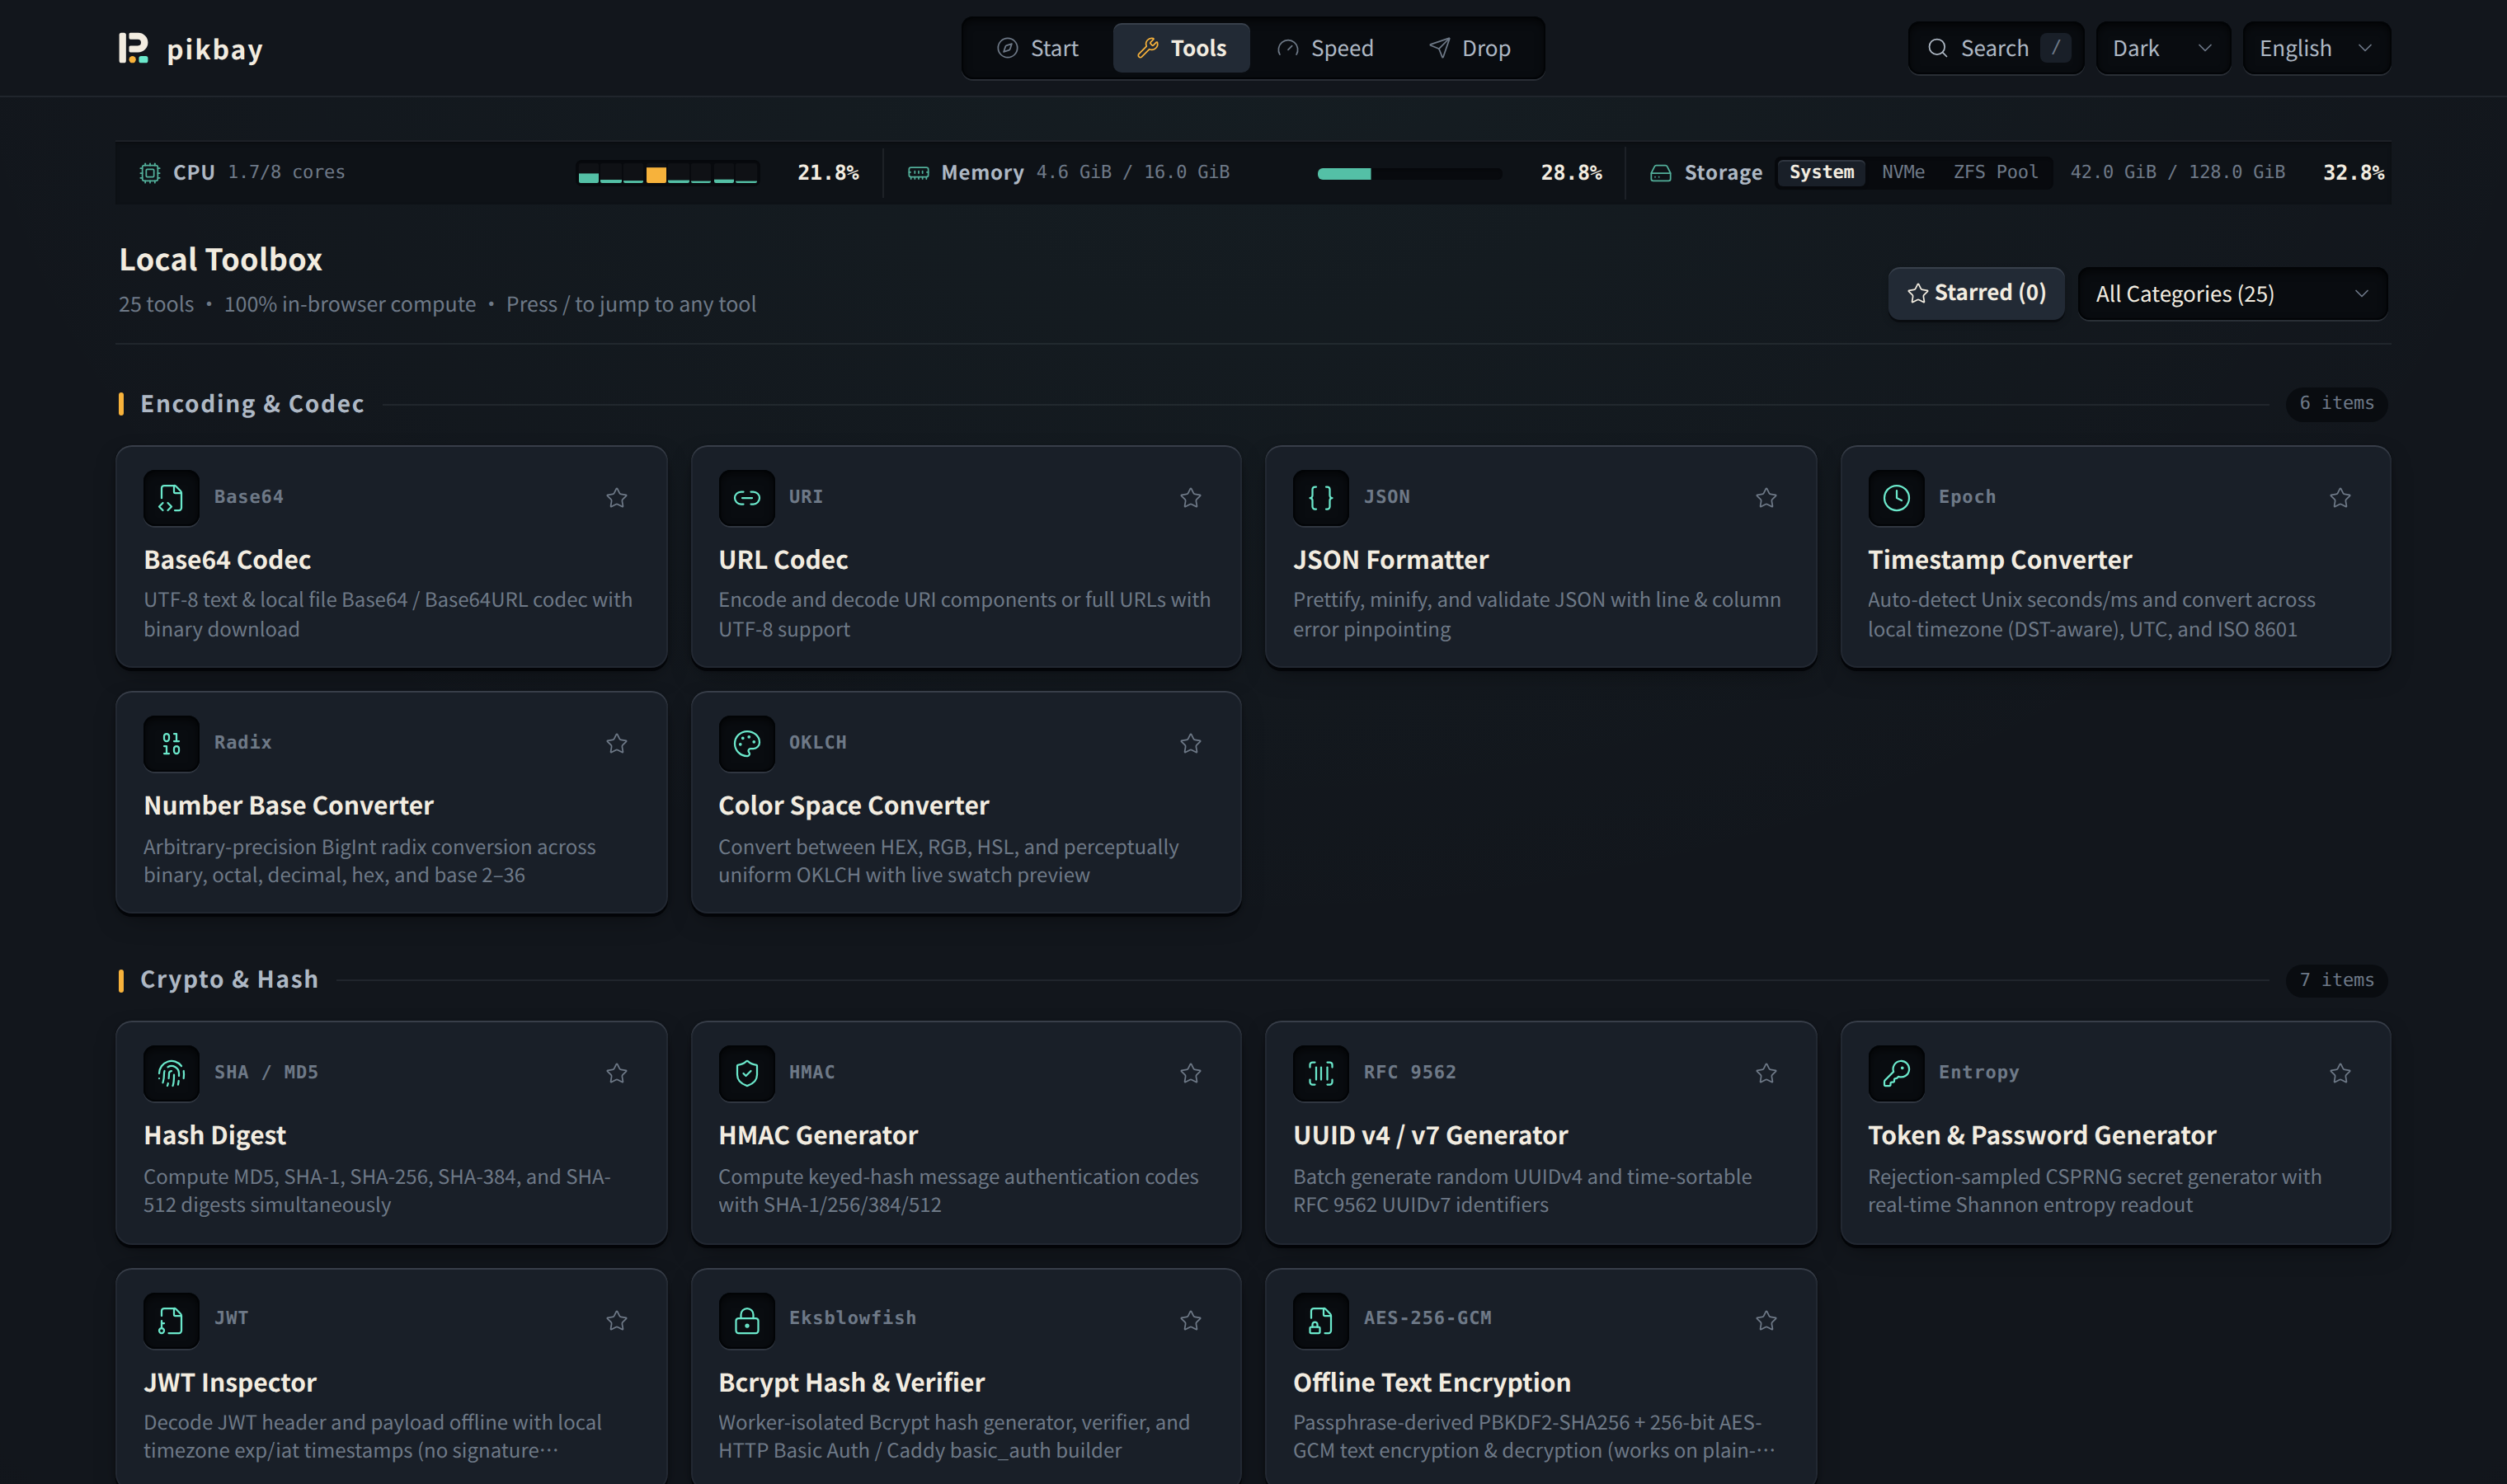 pikbay
Start
Tools
Speed
Drop
Search /
Dark
English
CPU 1.7/8 cores 21.8%
Memory 4.6 GiB / 16.0 GiB 28.8%
Storage System NVMe ZFS Pool 42.0 GiB / 128.0 GiB 32.8%
Local Toolbox
25 tools • 100% in-browser compute • Press / to jump to any tool
Starred (0)
All Categories (25)
Encoding & Codec
6 items
Base64
Base64 Codec
UTF-8 text & local file Base64 / Base64URL codec with
binary download
URI
URL Codec
Encode and decode URI components or full URLs with
UTF-8 support
{ } JSON
JSON Formatter
Prettify, minify, and validate JSON with line & column
error pinpointing
Epoch
Timestamp Converter
Auto-detect Unix seconds/ms and convert across
local timezone (DST-aware), UTC, and ISO 8601
01
10
Radix
Number Base Converter
Arbitrary-precision BigInt radix conversion across
binary, octal, decimal, hex, and base 2–36
OKLCH
Color Space Converter
Convert between HEX, RGB, HSL, and perceptually
uniform OKLCH with live swatch preview
Crypto & Hash
7 items
SHA / MD5
Hash Digest
Compute MD5, SHA-1, SHA-256, SHA-384, and SHA-
512 digests simultaneously
HMAC
HMAC Generator
Compute keyed-hash message authentication codes
with SHA-1/256/384/512
RFC 9562
UUID v4 / v7 Generator
Batch generate random UUIDv4 and time-sortable
RFC 9562 UUIDv7 identifiers
Entropy
Token & Password Generator
Rejection-sampled CSPRNG secret generator with
real-time Shannon entropy readout
JWT
JWT Inspector
Decode JWT header and payload offline with local
timezone exp/iat timestamps (no signature…
Eksblowfish
Bcrypt Hash & Verifier
Worker-isolated Bcrypt hash generator, verifier, and
HTTP Basic Auth / Caddy basic_auth builder
AES-256-GCM
Offline Text Encryption
Passphrase-derived PBKDF2-SHA256 + 256-bit AES-
GCM text encryption & decryption (works on plain-…